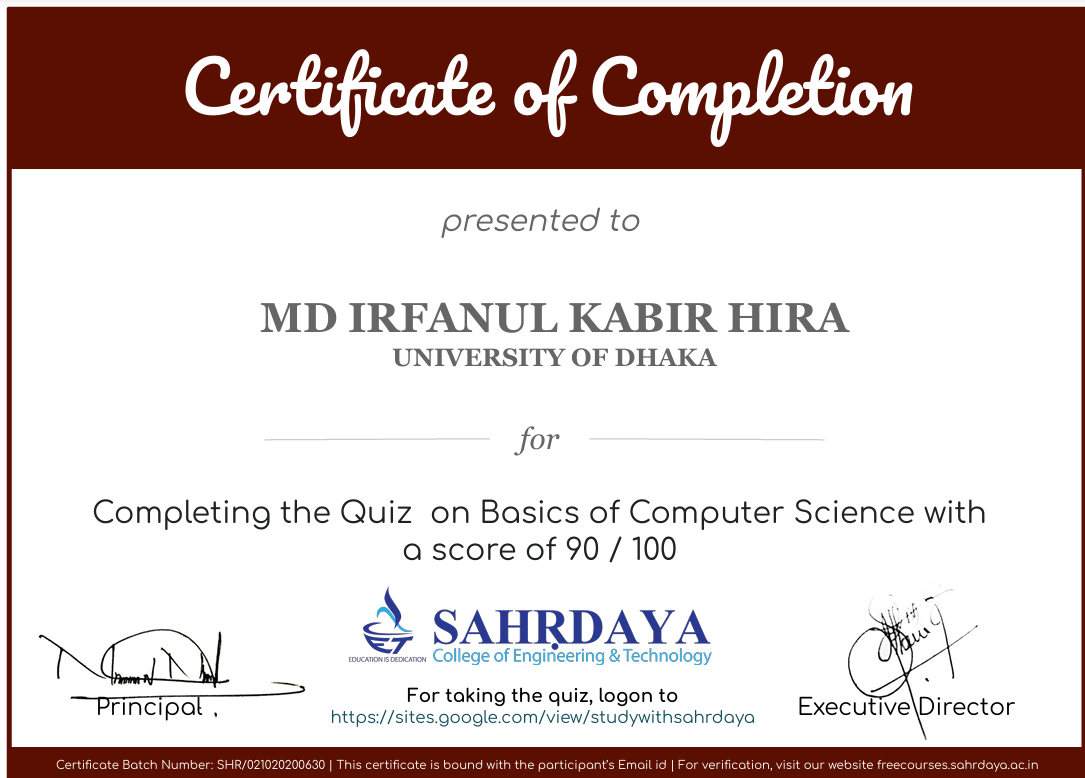 Certificate of Completion
presented to
MD IRFANUL KABIR HIRA
UNIVERSITY OF DHAKA
for
Completing the Quiz on Basics of Computer Science with
a score of 90 / 100
EDUCATION IS DEDICATION
SAHṚDAYA
College of Engineering & Technology
For taking the quiz, logon to
https://sites.google.com/view/studywithsahrdaya
Principal
Executive Director
Certificate Batch Number: SHR/021020200630 | This certificate is bound with the participant's Email id | For verification, visit our website freecourses.sahrdaya.ac.in